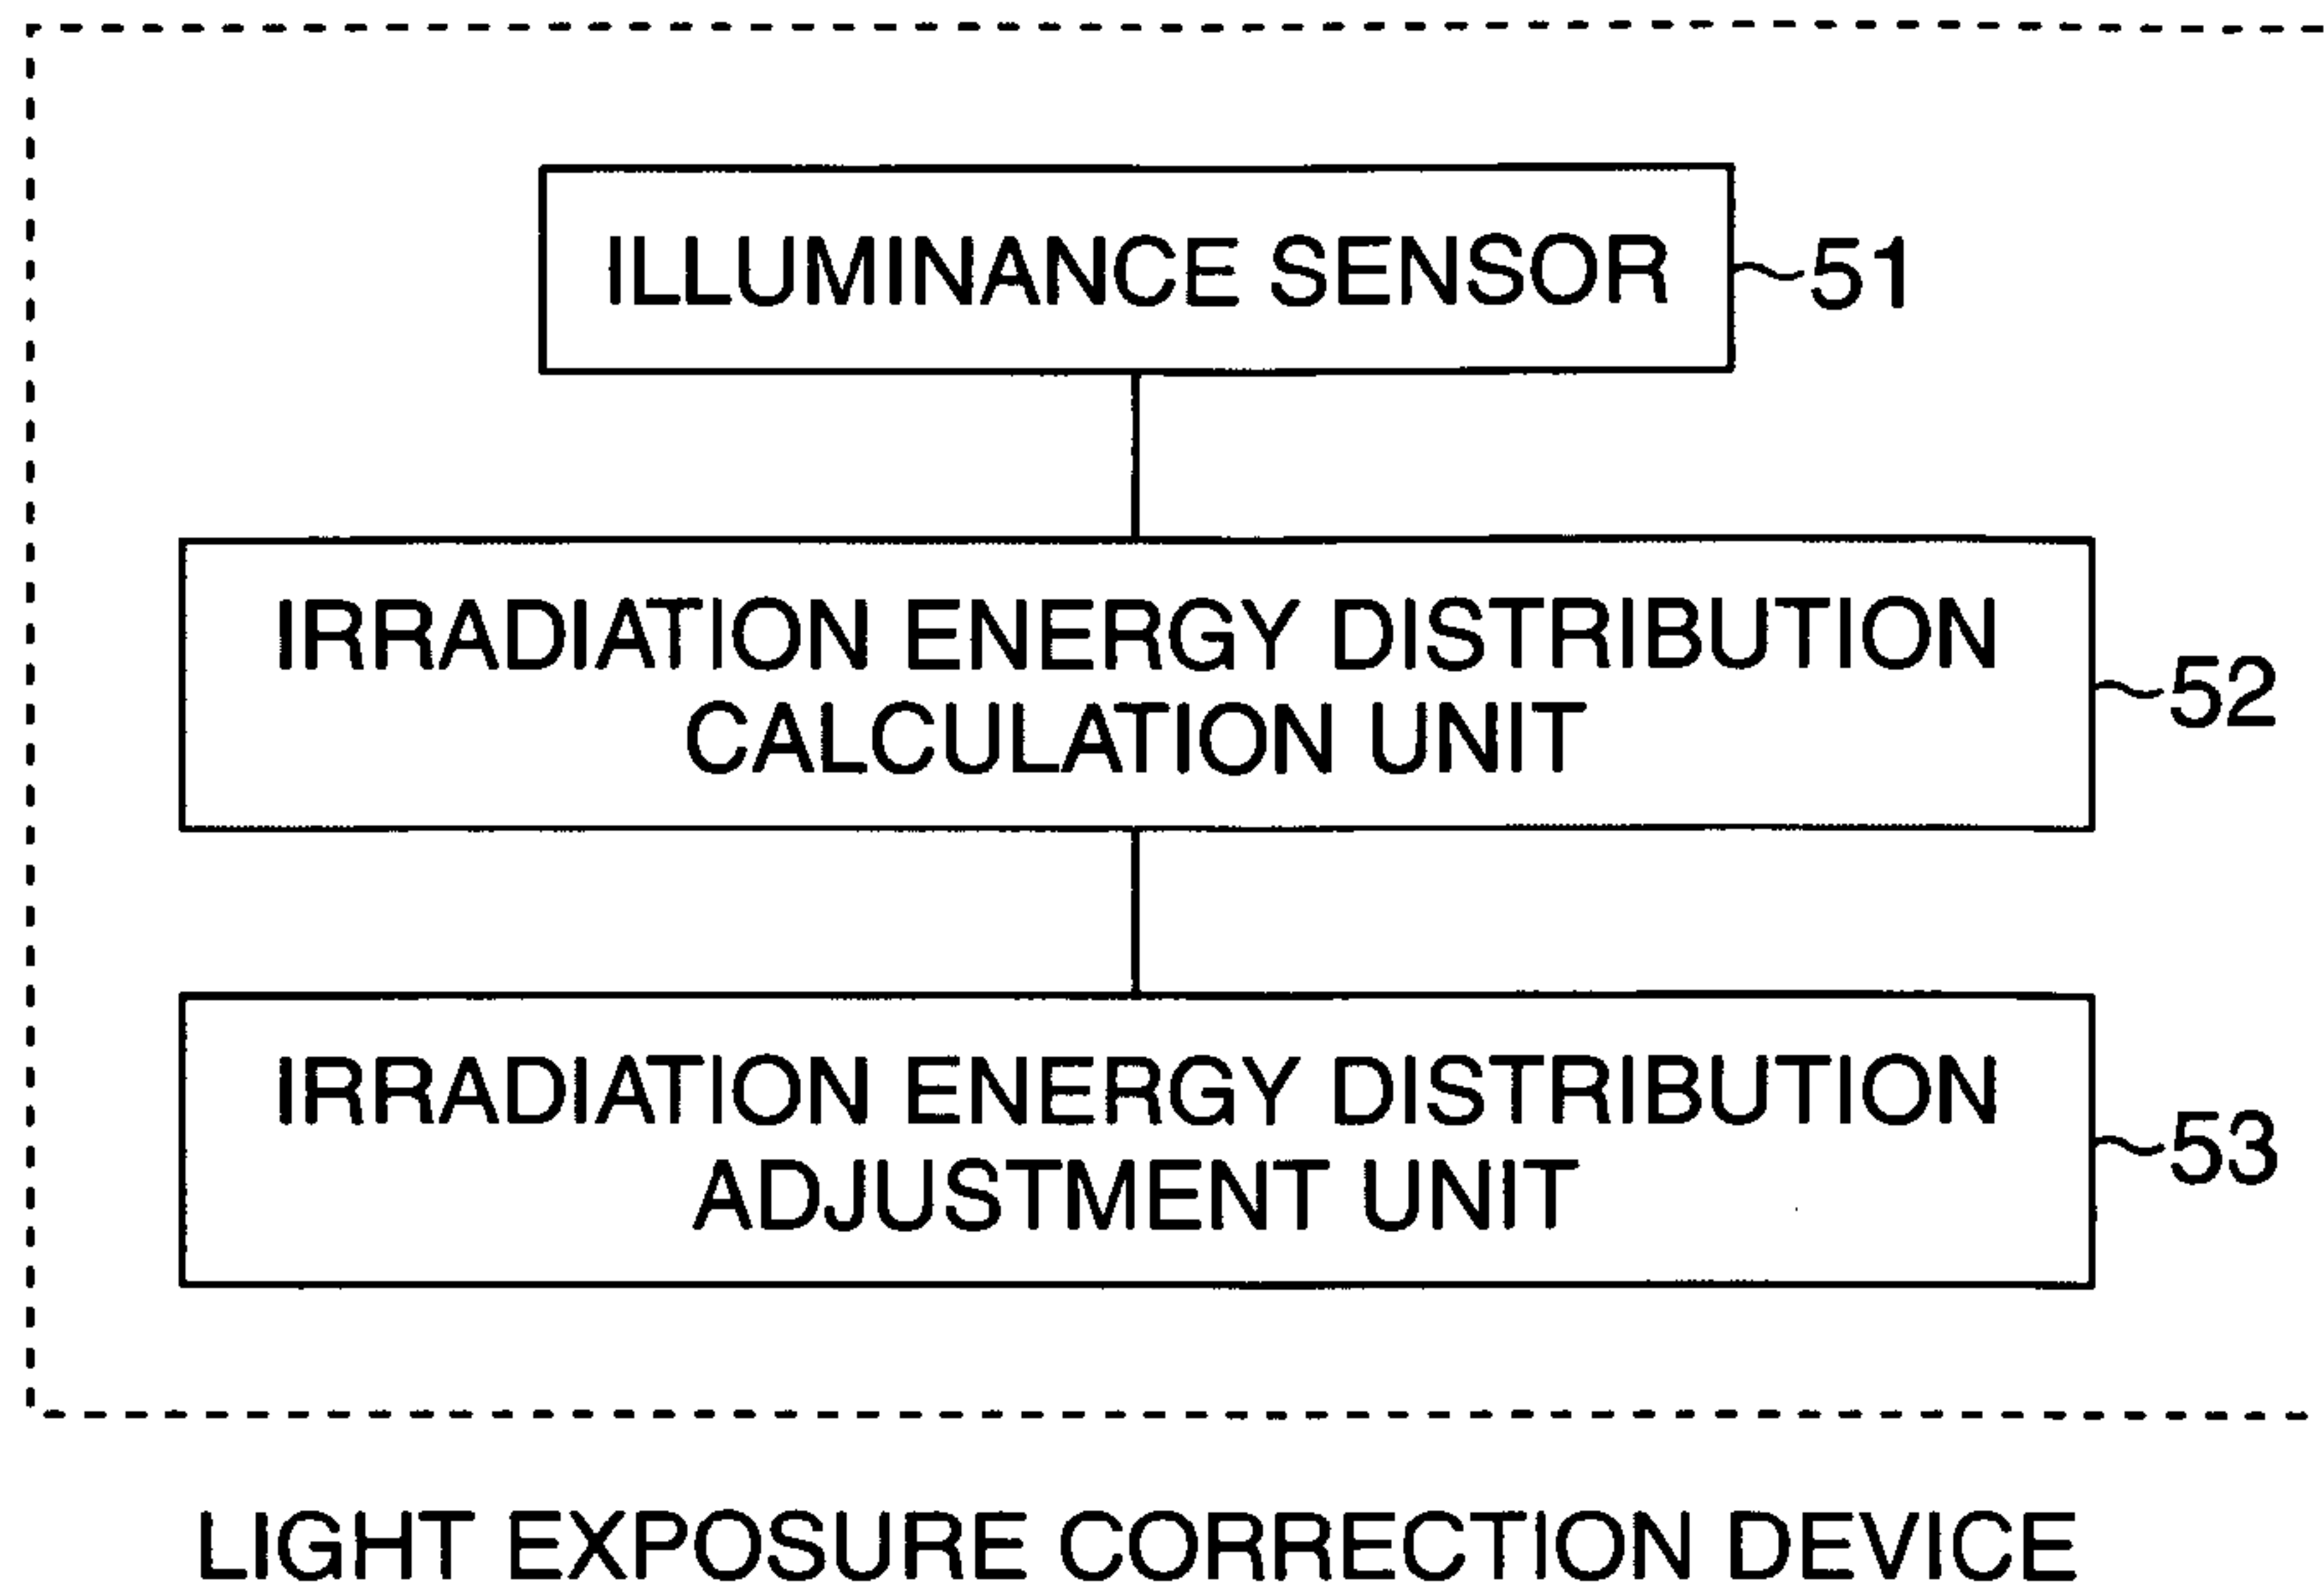 ILLUMINANCE SENSOR
51
IRRADIATION ENERGY DISTRIBUTION
CALCULATION UNIT
52
IRRADIATION ENERGY DISTRIBUTION
ADJUSTMENT UNIT
53
LIGHT EXPOSURE CORRECTION DEVICE